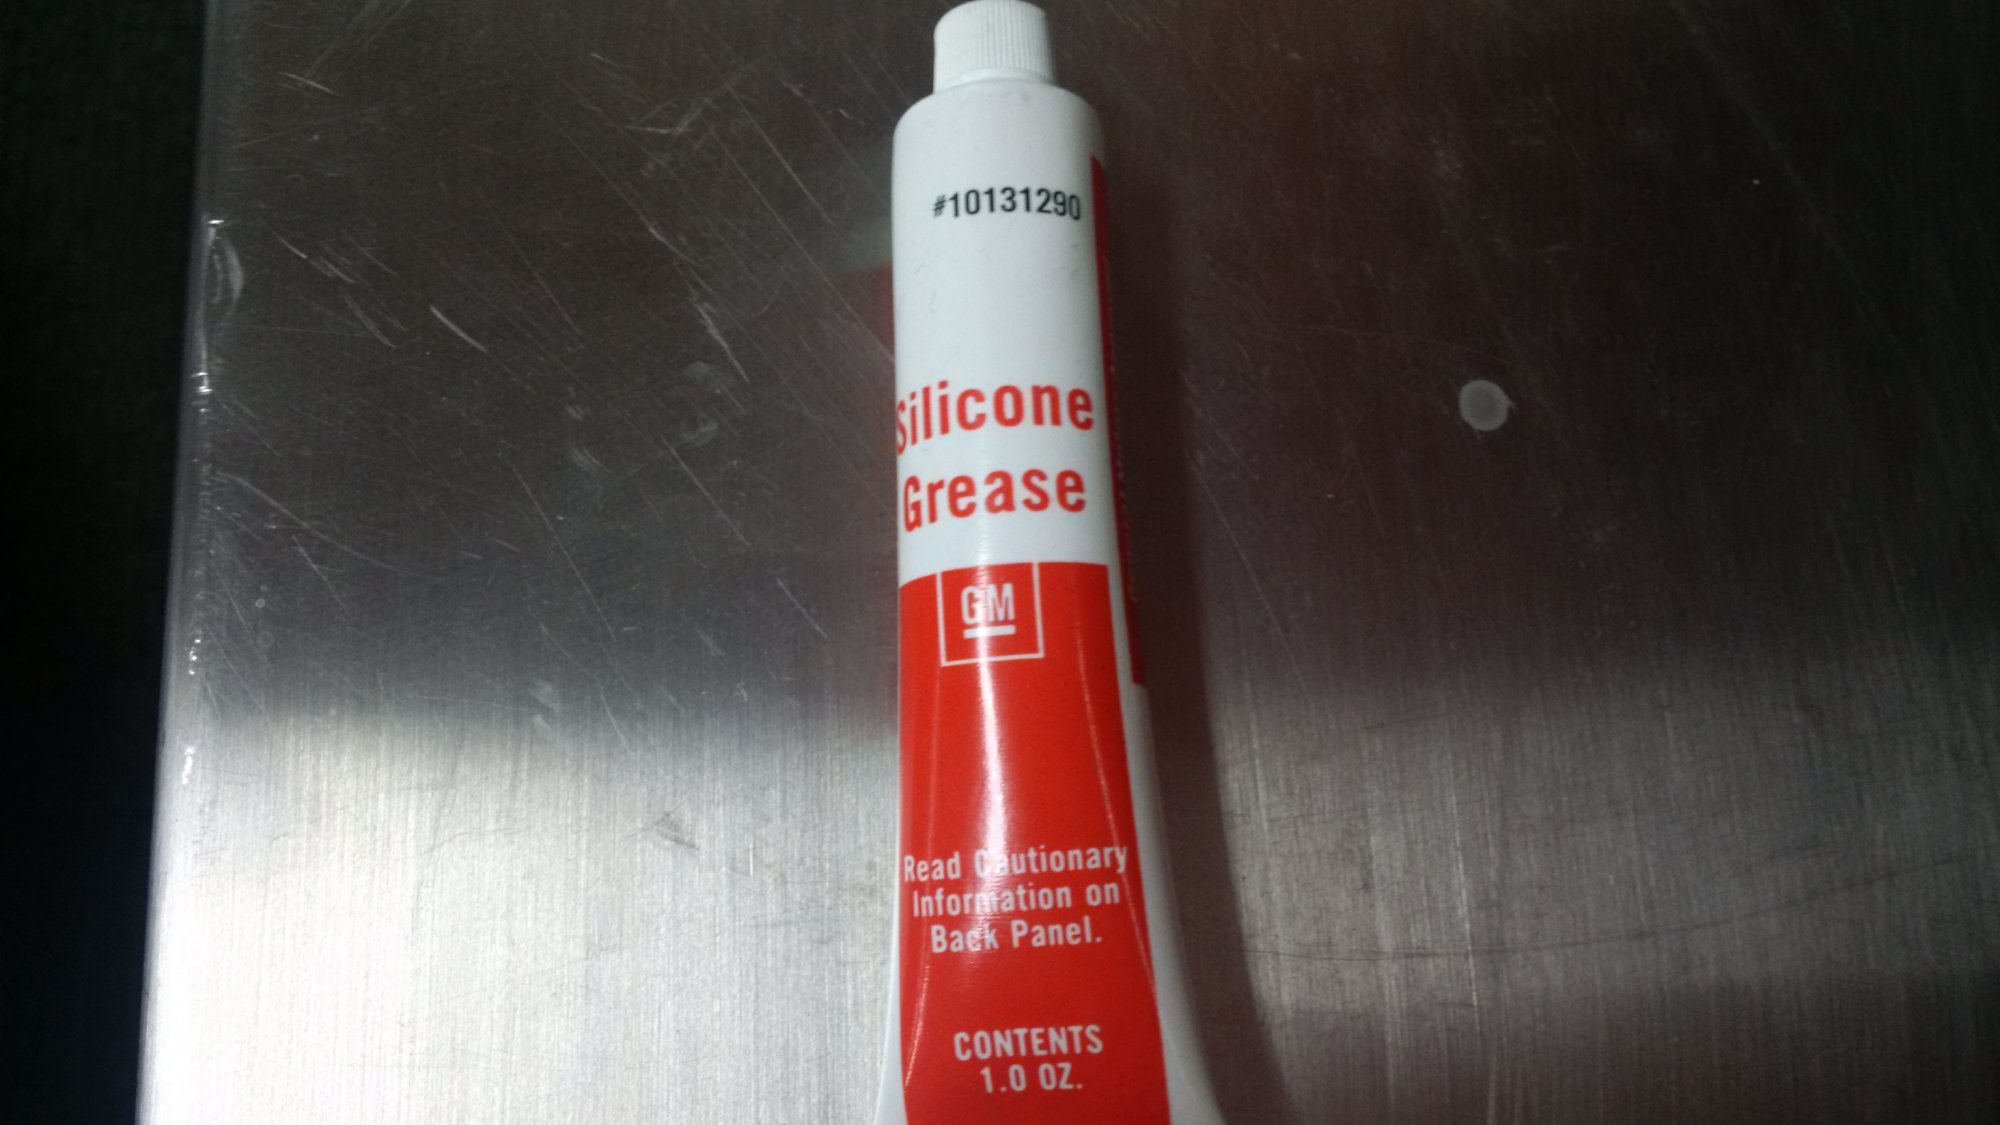 #10131290
Silicone
Grease
GM
Read Cautionary
Information on
Back Panel.
CONTENTS
1.0 OZ.